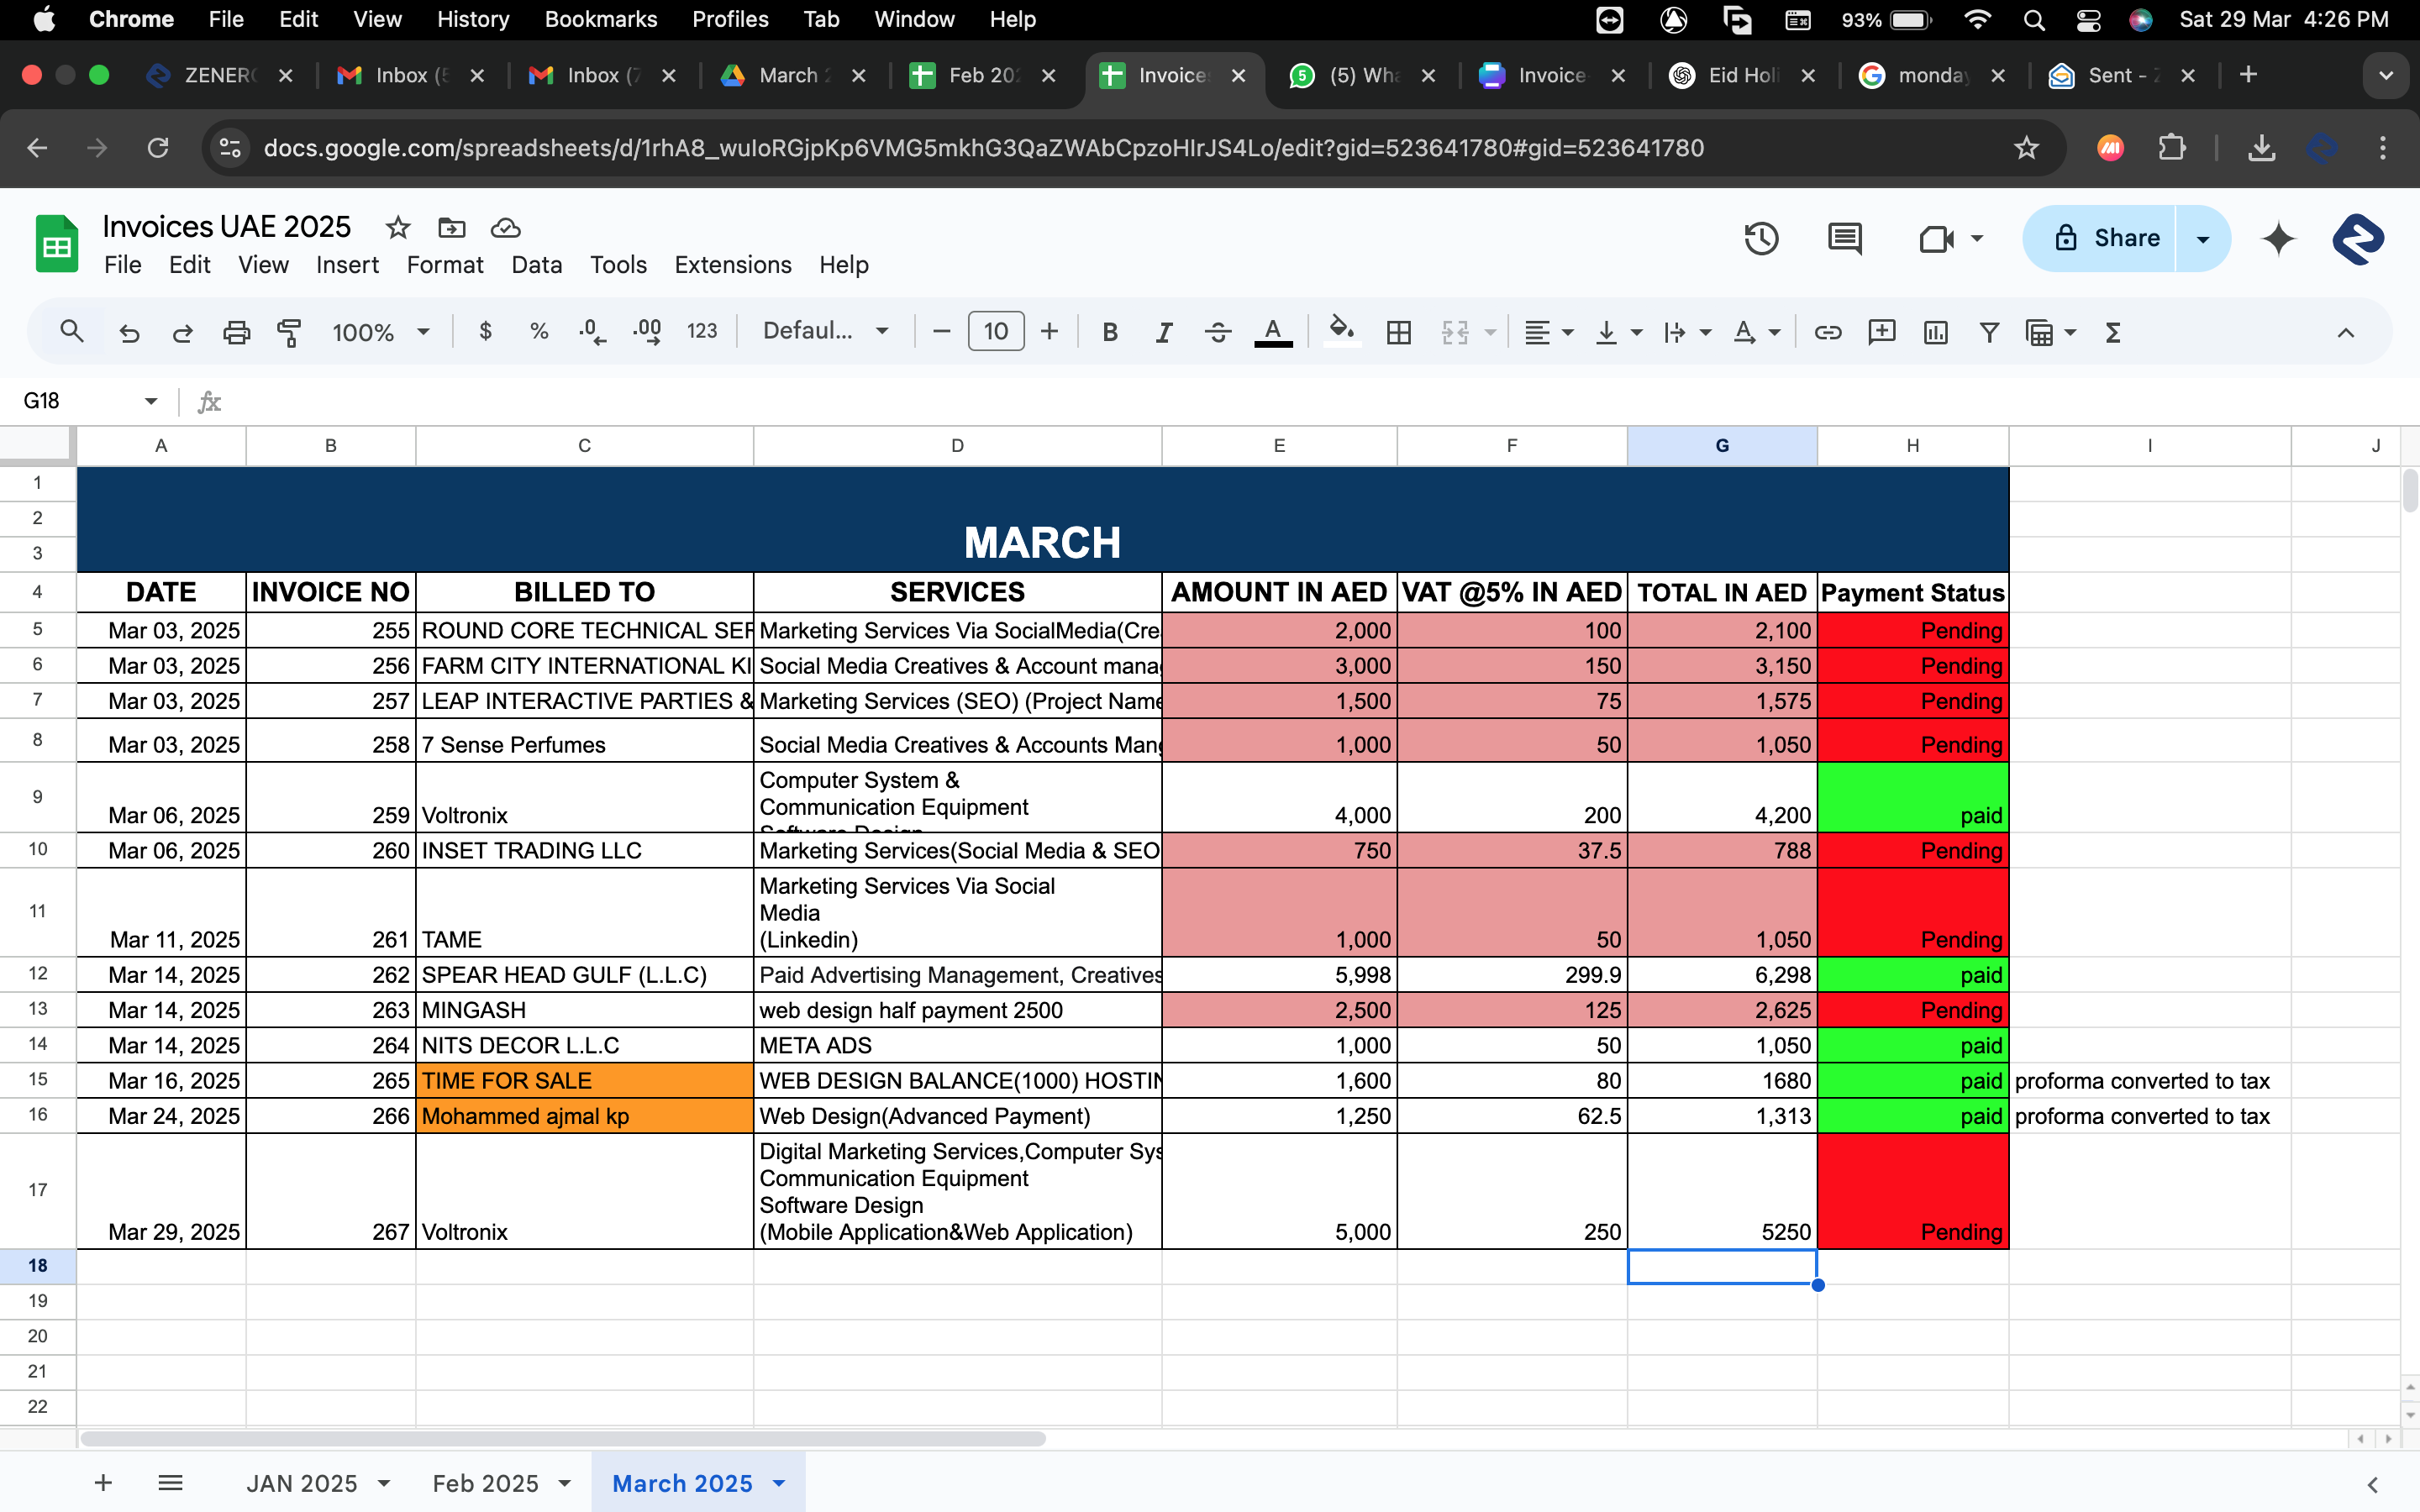 Chrome File Edit View History Bookmarks Profiles Tab Window Help 93% Sat 29 Mar 4:26 PM
ZENER Inbox ( Inbox (7 March 2 Feb 20 Invoice (5) Wh Invoice Eid Holi monday Sent -
docs.google.com/spreadsheets/d/1rhA8_wuIoRGjpKp6VMG5mkhG3QaZWAbCpzoHIrJS4Lo/edit?gid=523641780#gid=523641780
Invoices UAE 2025
Share
File Edit View Insert Format Data Tools Extensions Help
100% $ % .0 .00 123 Defaul... 10 B I A
G18 fx
A B C D E F G H I J
1
2
3 MARCH
4 DATE INVOICE NO BILLED TO SERVICES AMOUNT IN AED VAT @5% IN AED TOTAL IN AED Payment Status
5 Mar 03, 2025 255 ROUND CORE TECHNICAL SER Marketing Services Via SocialMedia(Cre 2,000 100 2,100 Pending
6 Mar 03, 2025 256 FARM CITY INTERNATIONAL KI Social Media Creatives & Account mana 3,000 150 3,150 Pending
7 Mar 03, 2025 257 LEAP INTERACTIVE PARTIES & Marketing Services (SEO) (Project Name 1,500 75 1,575 Pending
8 Mar 03, 2025 258 7 Sense Perfumes Social Media Creatives & Accounts Mang 1,000 50 1,050 Pending
Computer System &
Communication Equipment
Software Design
9 Mar 06, 2025 259 Voltronix 4,000 200 4,200 paid
10 Mar 06, 2025 260 INSET TRADING LLC Marketing Services(Social Media & SEO 750 37.5 788 Pending
Marketing Services Via Social
Media
11 Mar 11, 2025 261 TAME (Linkedin) 1,000 50 1,050 Pending
12 Mar 14, 2025 262 SPEAR HEAD GULF (L.L.C) Paid Advertising Management, Creatives 5,998 299.9 6,298 paid
13 Mar 14, 2025 263 MINGASH web design half payment 2500 2,500 125 2,625 Pending
14 Mar 14, 2025 264 NITS DECOR L.L.C META ADS 1,000 50 1,050 paid
15 Mar 16, 2025 265 TIME FOR SALE WEB DESIGN BALANCE(1000) HOSTIN 1,600 80 1680 paid proforma converted to tax
16 Mar 24, 2025 266 Mohammed ajmal kp Web Design(Advanced Payment) 1,250 62.5 1,313 paid proforma converted to tax
Digital Marketing Services,Computer Sys
Communication Equipment
Software Design
17 Mar 29, 2025 267 Voltronix (Mobile Application&Web Application) 5,000 250 5250 Pending
18
19
20
21
22
JAN 2025 Feb 2025 March 2025